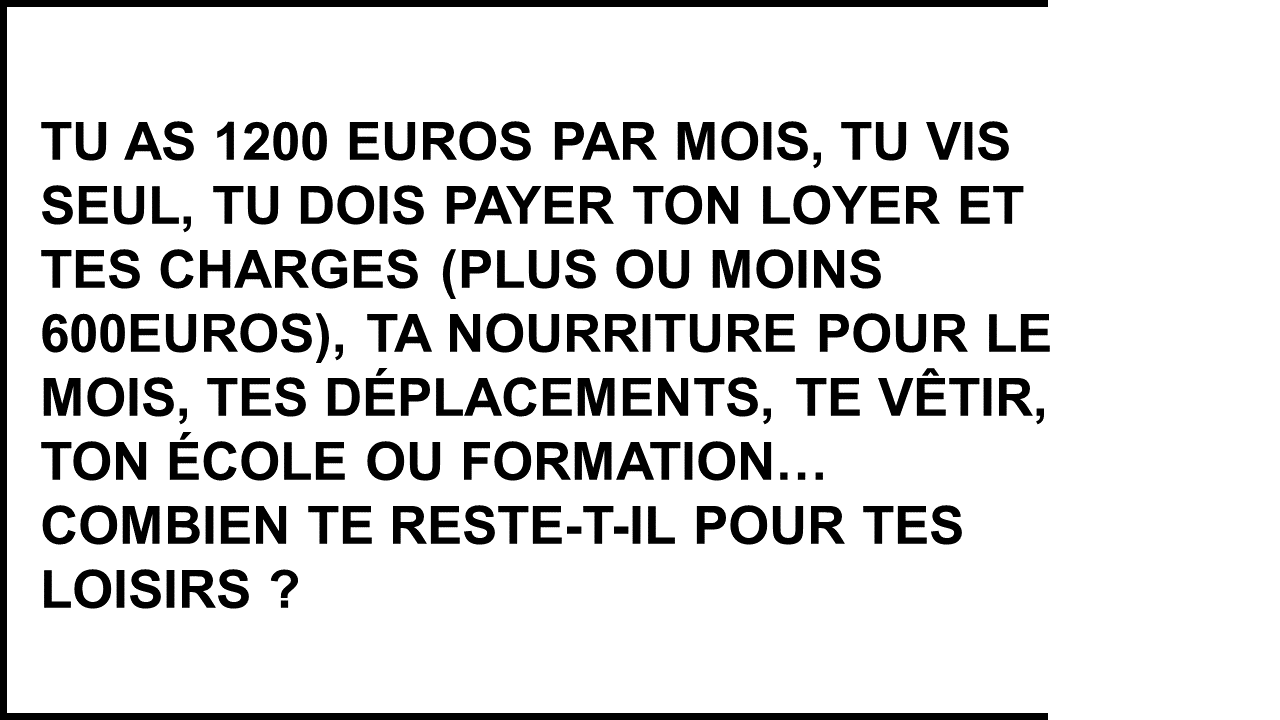 TU AS 1200 EUROS PAR MOIS, TU VIS
SEUL, TU DOIS PAYER TON LOYER ET
TES CHARGES (PLUS OU MOINS
600EUROS), TA NOURRITURE POUR LE
MOIS, TES DÉPLACEMENTS, TE VÊTIR,
TON ÉCOLE OU FORMATION…
COMBIEN TE RESTE-T-IL POUR TES
LOISIRS ?